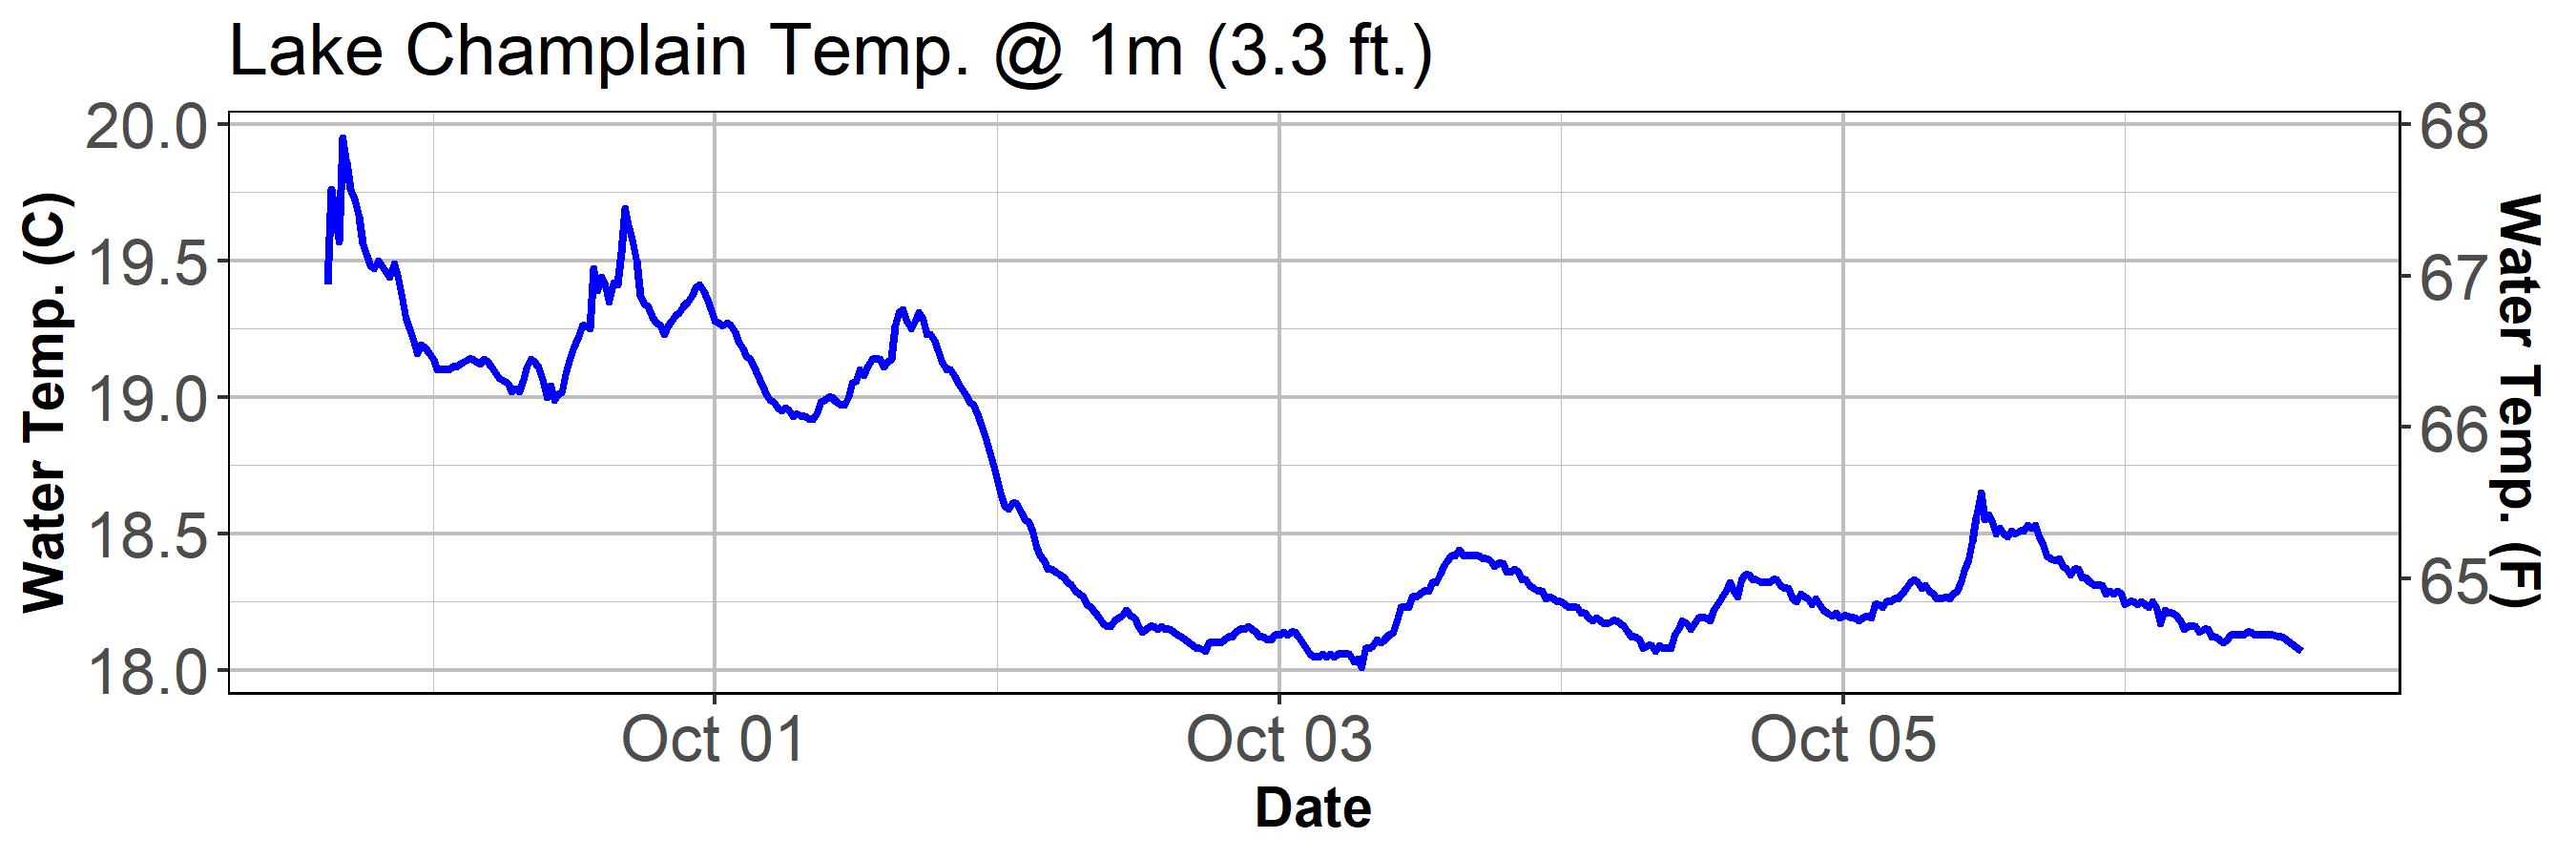 Lake Champlain Temp. @ 1m (3.3 ft.)
Water Temp. (C)
20.0
19.5
19.0
18.5
18.0
68
67
66
65
Water Temp. (F)
Oct 01
Oct 03
Oct 05
Date